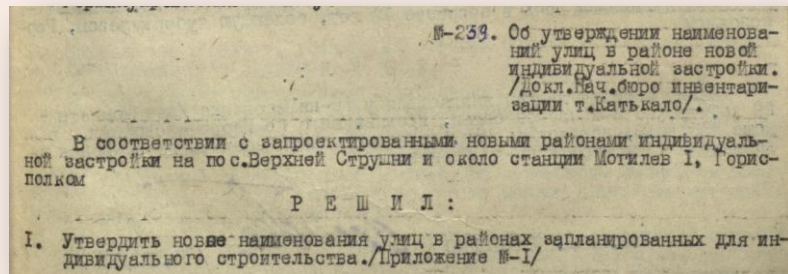 №-239. Об утверждении наименова-
ний улиц в районе новой
индивидуальной застройки.
/Докл.Нач.бюро инвентари-
зации т.Катькало/.
В соответствии с запроектированными новыми районами индивидуаль-
ной застройки на пос.Верхней Струшни и около станции Могилев I, Горис-
полком
Р Е Ш И Л :
I. Утвердить новые наименования улиц в районах запланированных для ин-
дивидуального строительства./Приложение №-I/